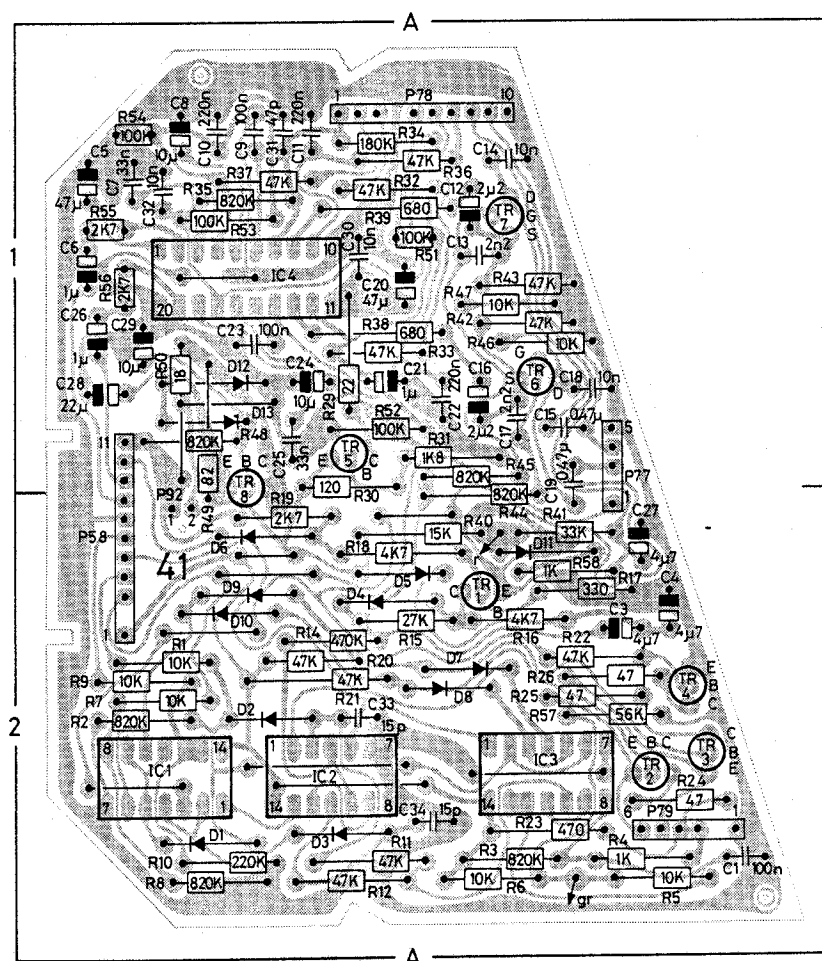 A
C8
220n
100n
47p
220n
1
P78
10
R54
100K
10µ
C10
C9
C31
C11
R34
180K
C14
10n
C5
33n
C7
10n
R37
47K
47K
R36
47µ
C32
R35
820K
R32
47K
C12
2µ2
D
G
S
TR
7
R55
2K7
100K
R53
R39
680
C30
10n
100K
R51
C13
2n2
C6
1
10
IC4
20
11
1
R56
2K7
1µ
C20
47µ
R43
47K
R47
10K
C26
C29
C23
100n
R38
680
R42
47K
1µ
10µ
47K
R33
R46
10K
R50
18
D12
C24
10µ
R29
22
C21
1µ
220n
C22
C16
2µ2
G
TR
6
D
C18
10n
C28
22µ
D13
R52
100K
2n2
C17
C15
0,47µ
5
11
820K
R48
C25
33n
TR
5
E
C
B
R31
1K8
R45
820K
0,47µ
C19
P77
1
82
E B C
TR
8
120
R30
820K
R44
P92
1 2
R49
R19
2K7
R40
15K
R41
33K
C27
4µ7
P58
D6
41
R18
4K7
r
D11
1K
R58
D9
D5
D4
C
TR
1
E
B
330
R17
C4
4µ7
D10
27K
R15
4K7
R16
C3
4µ7
1
R1
10K
R14
470K
R22
47K
R9
10K
47K
R20
D7
R26
47
TR
4
E
B
C
R7
10K
47K
R21
D8
R25
47
2
R2
820K
D2
C33
15p
R57
56K
8
14
IC1
7
1
1
7
IC2
14
8
1
7
IC3
14
8
E B C
TR
2
TR
3
C
B
E
R24
47
C34
15p
D1
D3
R23
470
6
P79
1
R10
220K
R11
47K
R3
820K
R4
1K
C1
100n
R8
820K
47K
R12
10K
R6
gr
10K
R5
A